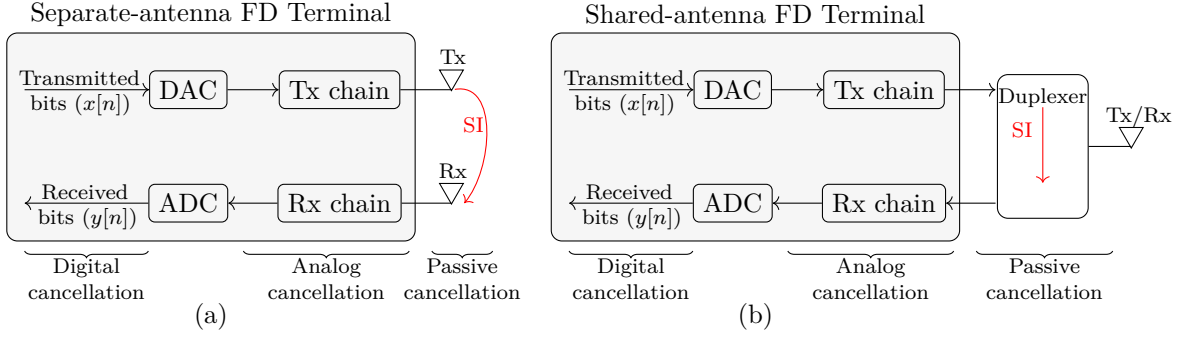 Separate-antenna FD Terminal
Transmitted
bits (x[n])
DAC
Tx chain
Tx
SI
Received
bits (y[n])
ADC
Rx chain
Rx
Digital
cancellation
Analog
cancellation
Passive
cancellation
(a)
Shared-antenna FD Terminal
Transmitted
bits (x[n])
DAC
Tx chain
Duplexer
SI
Tx/Rx
Received
bits (y[n])
ADC
Rx chain
Digital
cancellation
Analog
cancellation
Passive
cancellation
(b)